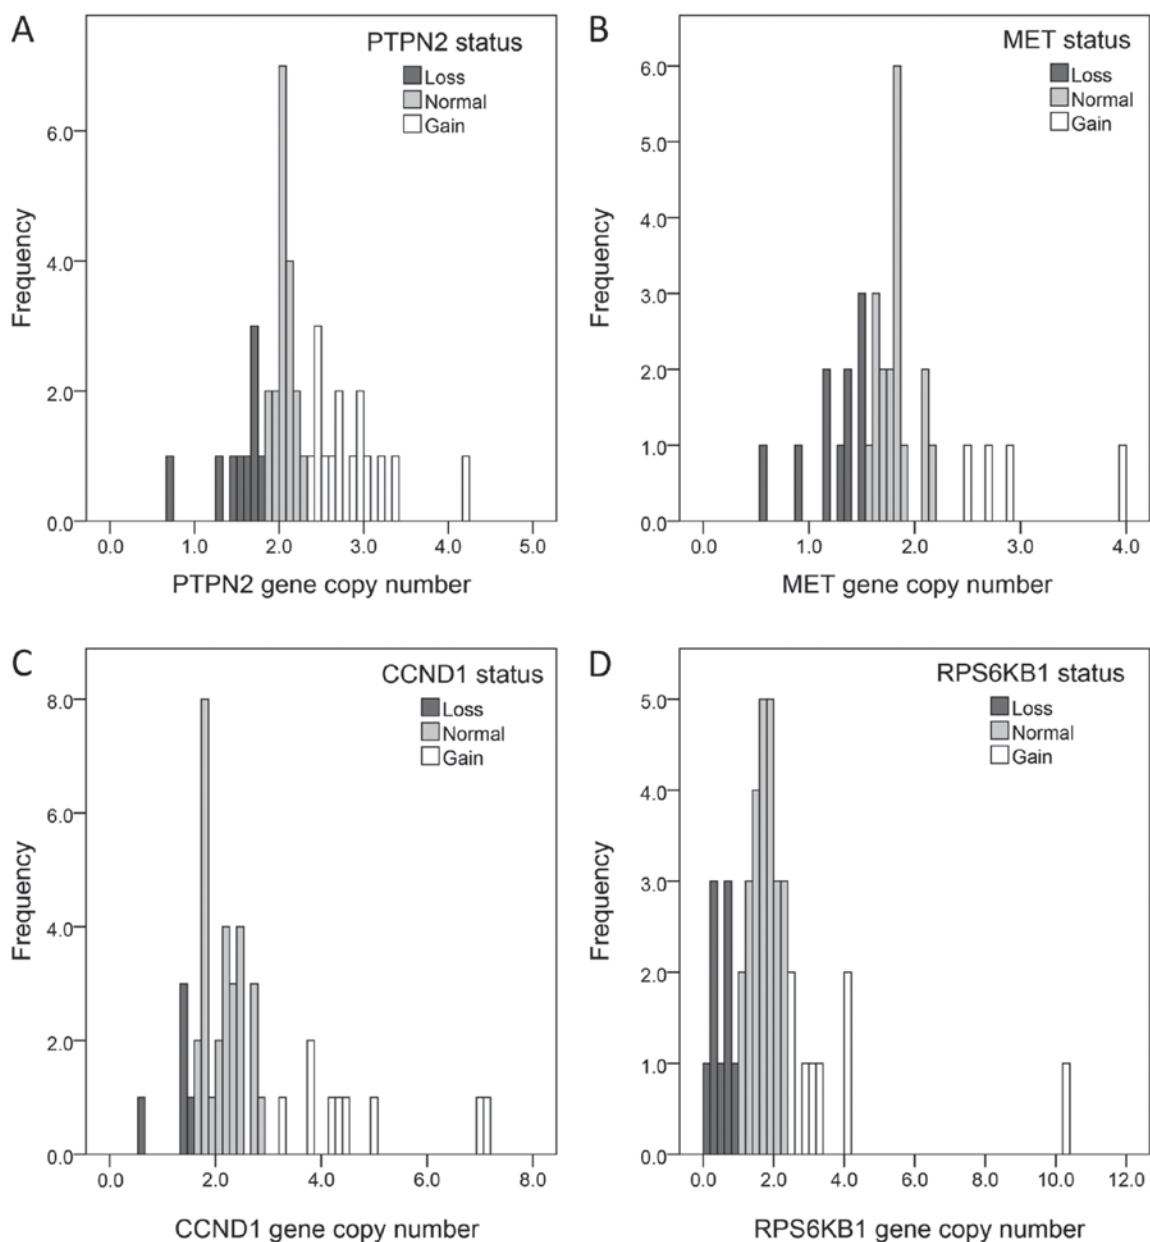 A
PTPN2 status
Loss
Normal
Gain
Frequency
6.0
4.0
2.0
0.0
0.0 1.0 2.0 3.0 4.0 5.0
PTPN2 gene copy number
B
MET status
Loss
Normal
Gain
Frequency
6.0
5.0
4.0
3.0
2.0
1.0
0.0
0.0 1.0 2.0 3.0 4.0
MET gene copy number
C
CCND1 status
Loss
Normal
Gain
Frequency
8.0
6.0
4.0
2.0
0.0
0.0 2.0 4.0 6.0 8.0
CCND1 gene copy number
D
RPS6KB1 status
Loss
Normal
Gain
Frequency
5.0
4.0
3.0
2.0
1.0
0.0
0.0 2.0 4.0 6.0 8.0 10.0 12.0
RPS6KB1 gene copy number